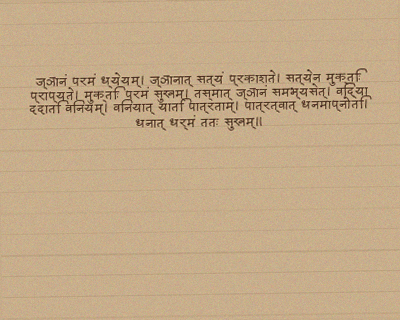 ज्ञानं परमं ध्येयम्। ज्ञानात् सत्यं प्रकाशते। सत्येन मुक्तिः
प्राप्यते। मुक्तिः परमं सुखम्। तस्मात् ज्ञानं समभ्यसेत्। विद्या
ददाति विनयम्। विनयात् याति पात्रताम्। पात्रत्वात् धनमाप्नोति।
धनात् धर्मं ततः सुखम्॥